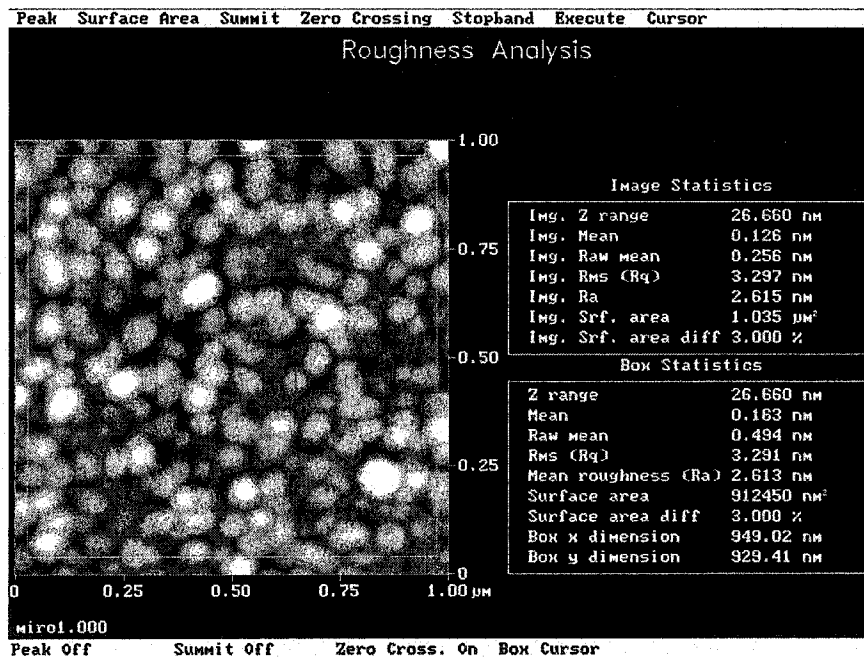 Peak Surface Area Summit Zero Crossing Stopband Execute Cursor
Roughness Analysis
1.00
0.75
0.50
0.25
0
0 0.25 0.50 0.75 1.00 µm
Image Statistics
Img. Z range 26.660 nm
Img. Mean 0.126 nm
Img. Raw mean 0.256 nm
Img. Rms (Rq) 3.297 nm
Img. Ra 2.615 nm
Img. Srf. area 1.035 µm²
Img. Srf. area diff 3.000 %
Box Statistics
Z range 26.660 nm
Mean 0.163 nm
Raw mean 0.494 nm
Rms (Rq) 3.291 nm
Mean roughness (Ra) 2.613 nm
Surface area 912450 nm²
Surface area diff 3.000 %
Box x dimension 949.02 nm
Box y dimension 929.41 nm
miro1.000
Peak Off Summit Off Zero Cross. On Box Cursor